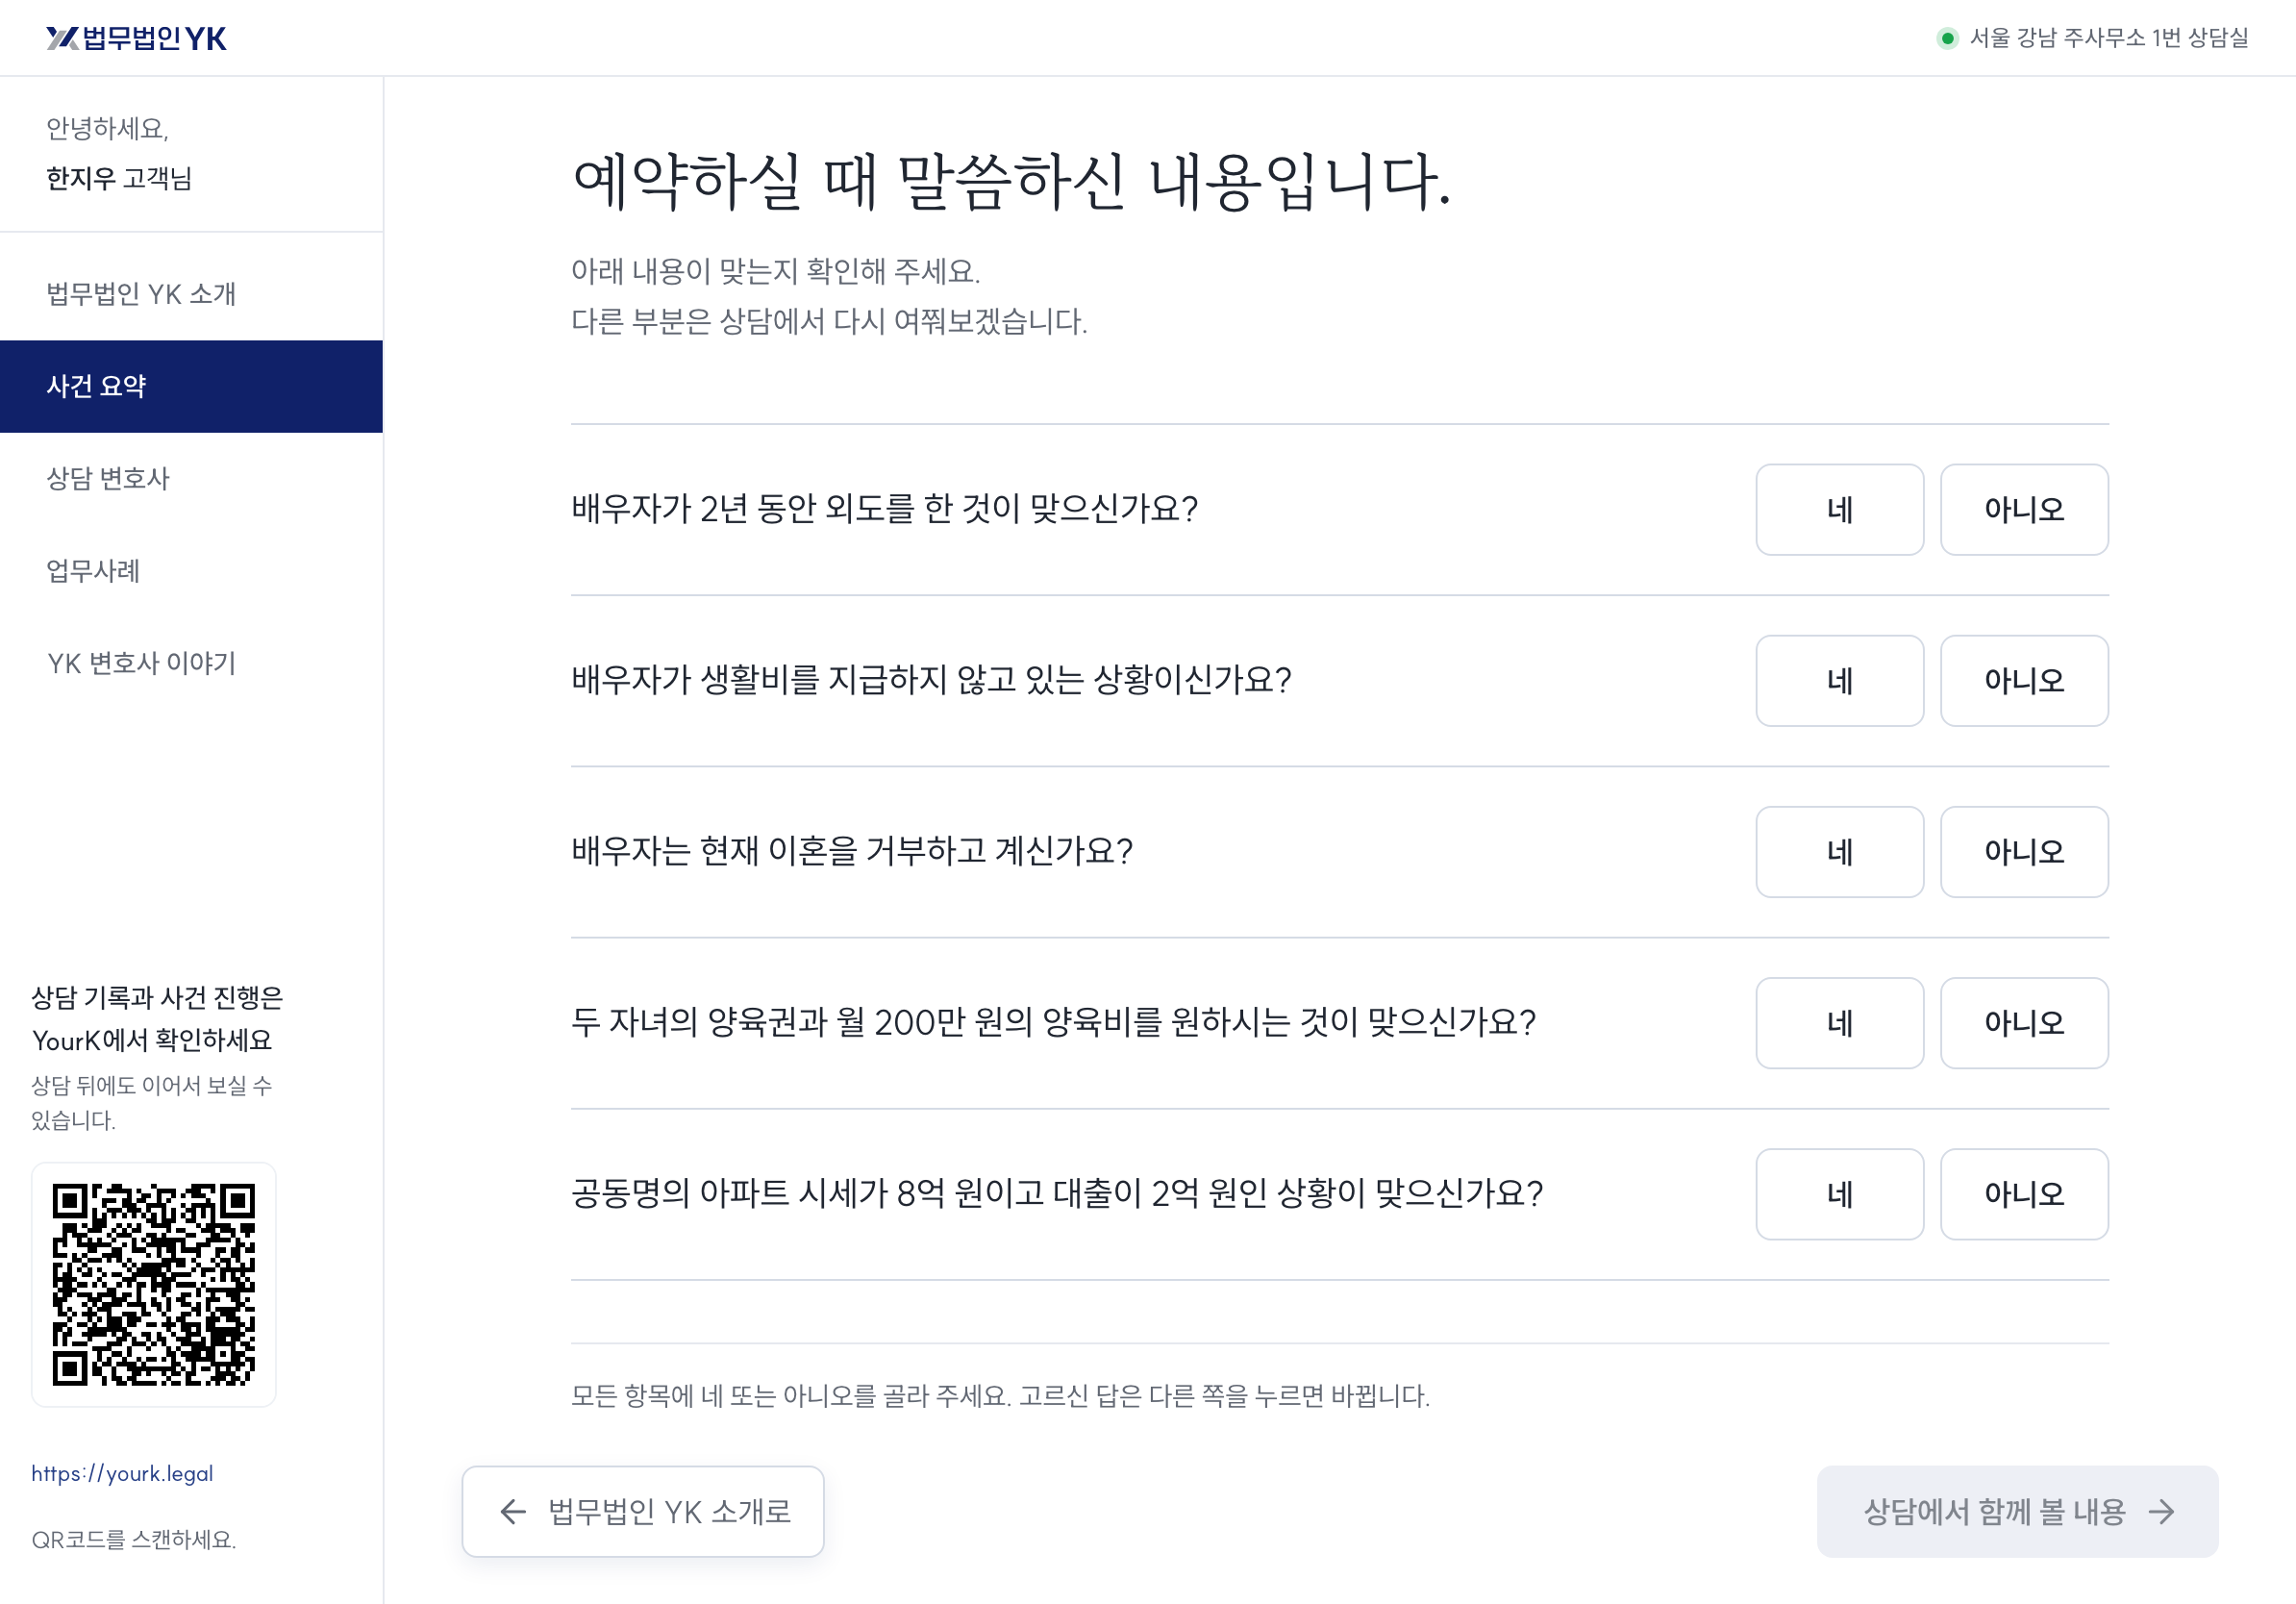 법무법인 YK
서울 강남 주사무소 1번 상담실
안녕하세요,
한지우 고객님
법무법인 YK 소개
사건 요약
상담 변호사
업무사례
YK 변호사 이야기
상담 기록과 사건 진행은
YourK에서 확인하세요
상담 뒤에도 이어서 보실 수
있습니다.
https://yourk.legal
QR코드를 스캔하세요.
예약하실 때 말씀하신 내용입니다.
아래 내용이 맞는지 확인해 주세요.
다른 부분은 상담에서 다시 여쭤보겠습니다.
배우자가 2년 동안 외도를 한 것이 맞으신가요?
네 아니오
배우자가 생활비를 지급하지 않고 있는 상황이신가요?
네 아니오
배우자는 현재 이혼을 거부하고 계신가요?
네 아니오
두 자녀의 양육권과 월 200만 원의 양육비를 원하시는 것이 맞으신가요?
네 아니오
공동명의 아파트 시세가 8억 원이고 대출이 2억 원인 상황이 맞으신가요?
네 아니오
모든 항목에 네 또는 아니오를 골라 주세요. 고르신 답은 다른 쪽을 누르면 바뀝니다.
← 법무법인 YK 소개로
상담에서 함께 볼 내용 →